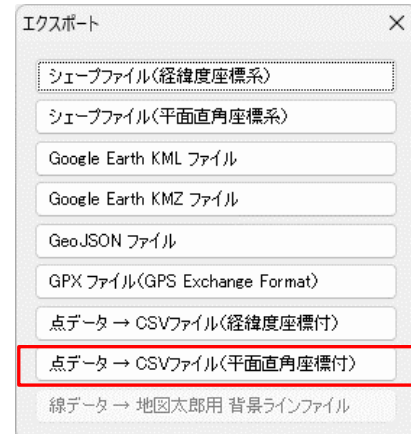 エクスポート
シェープファイル(経緯度座標系)
シェープファイル(平面直角座標系)
Google Earth KML ファイル
Google Earth KMZ ファイル
GeoJSON ファイル
GPX ファイル(GPS Exchange Format)
点データ → CSVファイル(経緯度座標付)
点データ → CSVファイル(平面直角座標付)
線データ → 地図太郎用 背景ラインファイル